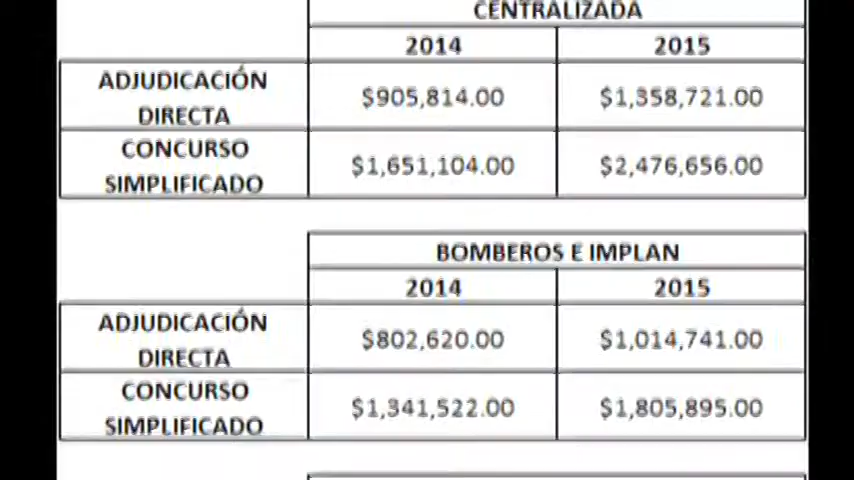 CENTRALIZADA
2014 2015
ADJUDICACIÓN
DIRECTA $905,814.00 $1,358,721.00
CONCURSO
SIMPLIFICADO $1,651,104.00 $2,476,656.00
BOMBEROS E IMPLAN
2014 2015
ADJUDICACIÓN
DIRECTA $802,620.00 $1,014,741.00
CONCURSO
SIMPLIFICADO $1,341,522.00 $1,805,895.00